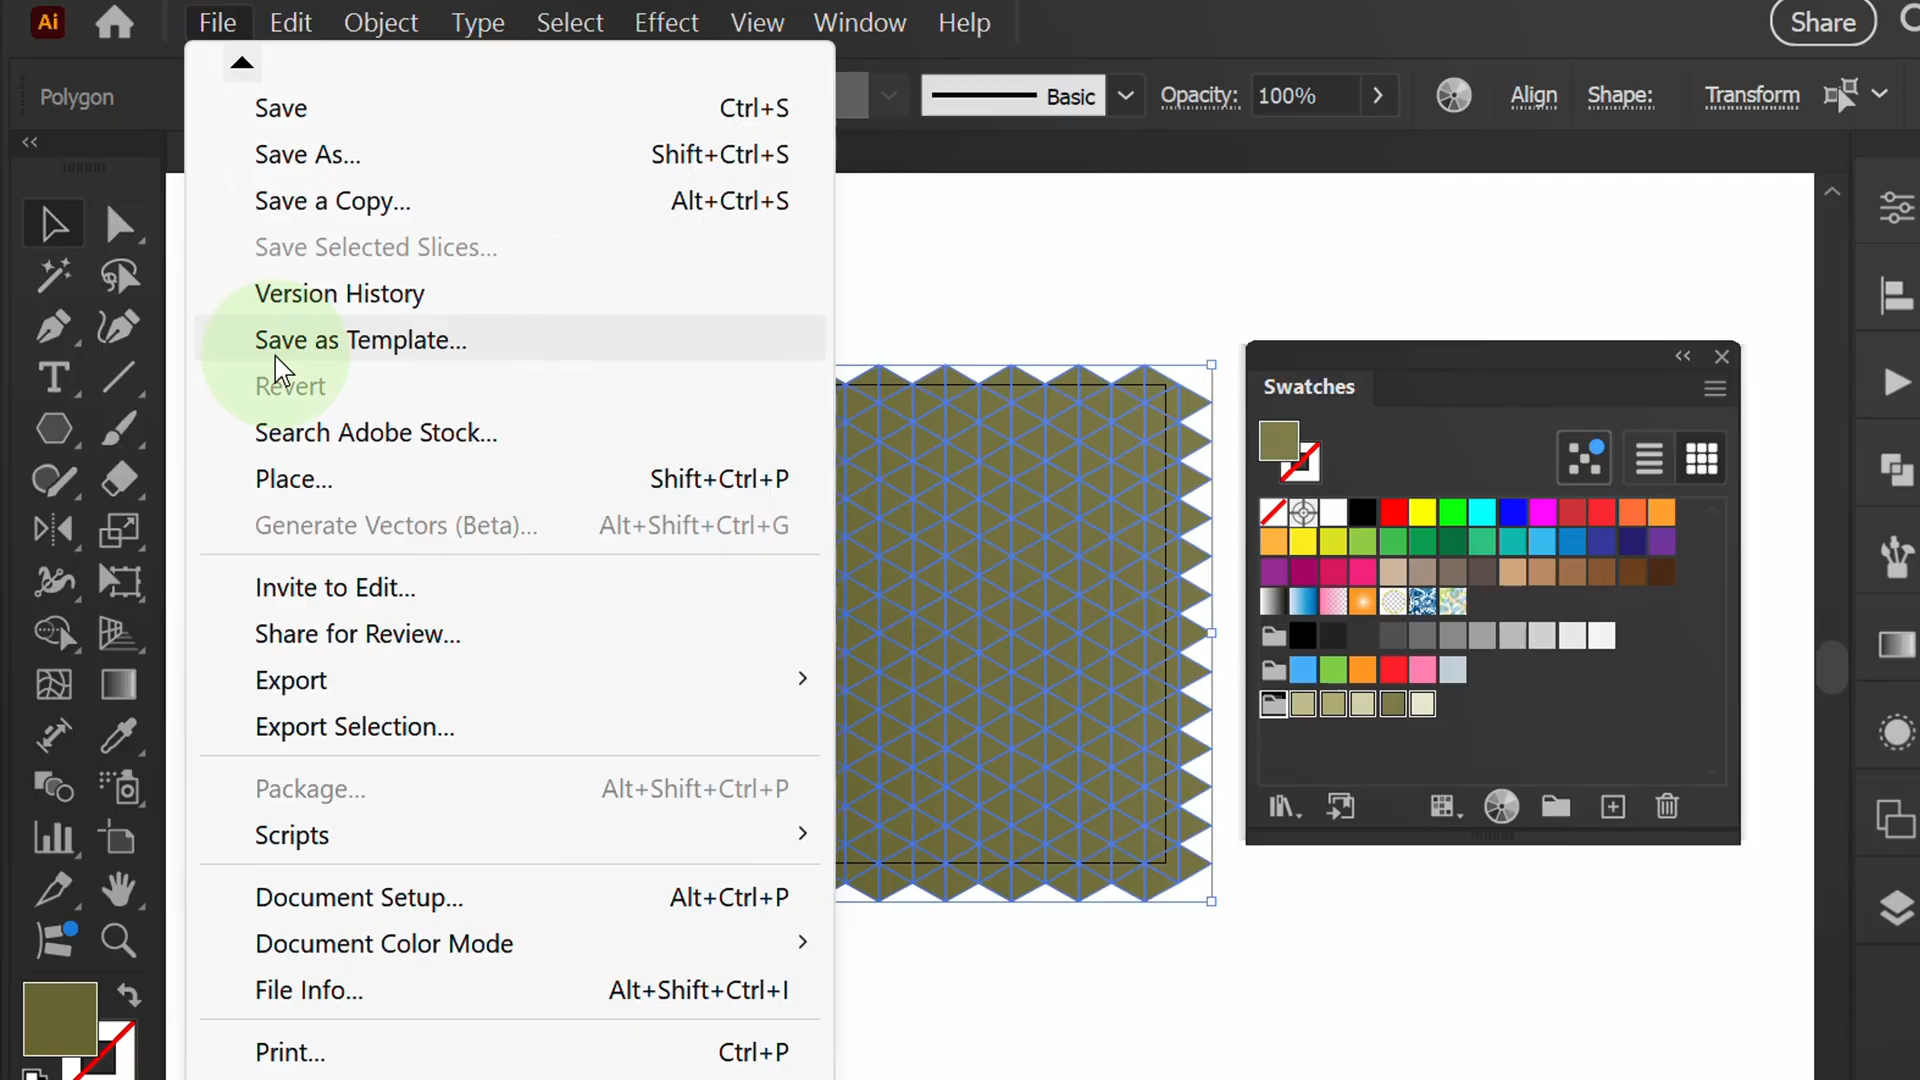 Ai
File Edit Object Type Select Effect View Window Help
Share
Polygon
Basic
Opacity: 100%
Align
Shape:
Transform
Save Ctrl+S
Save As... Shift+Ctrl+S
Save a Copy... Alt+Ctrl+S
Save Selected Slices...
Version History
Save as Template...
Revert
Search Adobe Stock...
Place... Shift+Ctrl+P
Generate Vectors (Beta)... Alt+Shift+Ctrl+G
Invite to Edit...
Share for Review...
Export
Export Selection...
Package... Alt+Shift+Ctrl+P
Scripts
Document Setup... Alt+Ctrl+P
Document Color Mode
File Info... Alt+Shift+Ctrl+I
Print... Ctrl+P
Swatches